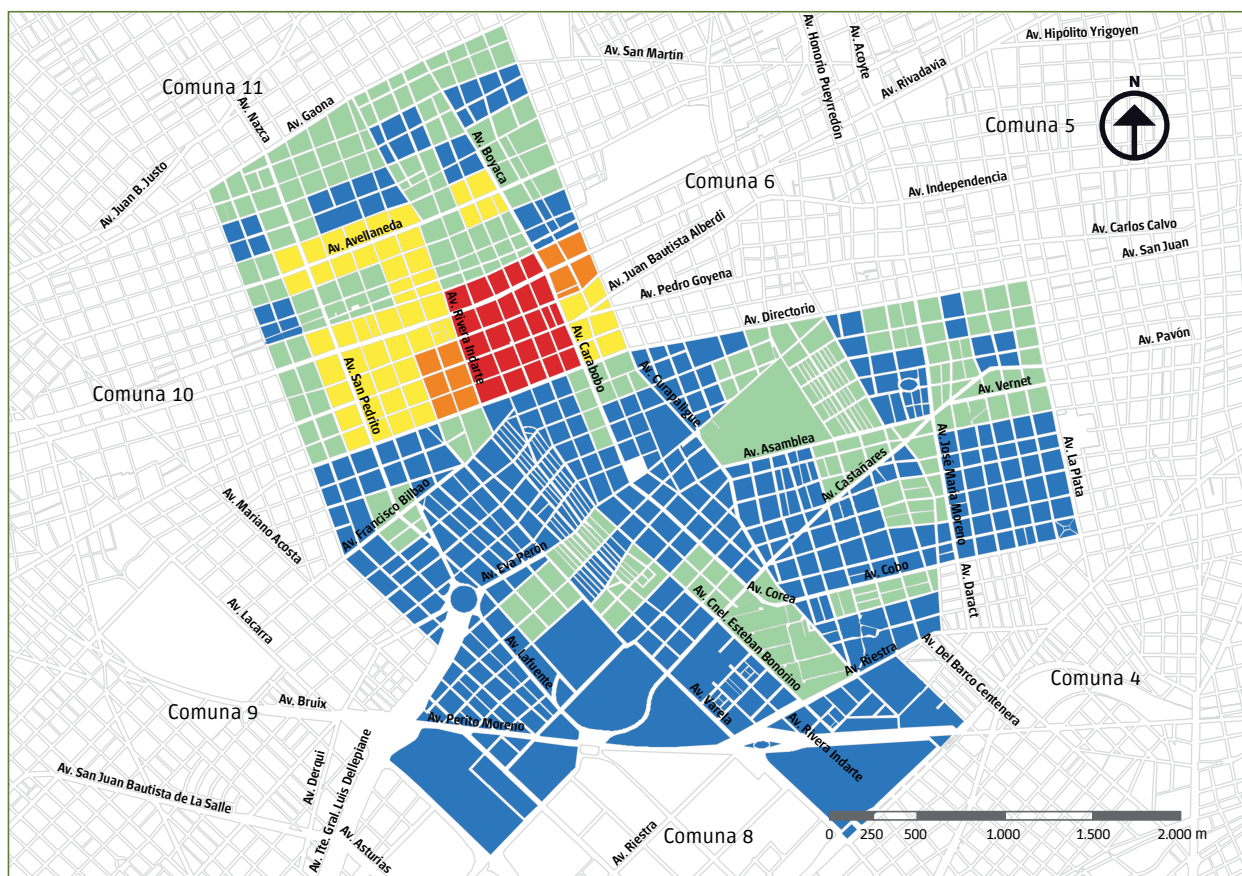 Av. Hipólito Yrigoyen
Av. San Martín
Av. Honorio Pueyrredón
Av. Acoyte
Av. Rivadavia
Comuna 11
N
Av. Nazca
Av. Gaona
Comuna 5
Av. Boyaca
Av. Juan B. Justo
Comuna 6
Av. Independencia
Av. Avellaneda
Av. Juan Bautista Alberdi
Av. Carlos Calvo
Av. San Juan
Av. Pedro Goyena
Av. Directorio
Av. Rivera Indarte
Av. Pavón
Av. Carabobo
Av. San Pedrito
Av. Curapaligüe
Comuna 10
Av. Vernet
Av. Asamblea
Av. Castañares
Av. José María Moreno
Av. La Plata
Av. Francisco Bilbao
Av. Mariano Acosta
Av. Eva Perón
Av. Cobo
Av. Corea
Av. Daract
Av. Cnel. Esteban Bonorino
Av. Lacarra
Av. Lafuente
Av. Riestra
Av. Del Barco Centenera
Comuna 4
Av. Bruix
Comuna 9
Av. Perito Moreno
Av. Varela
Av. Rivera Indarte
Av. Derqui
Av. Tte. Gral. Luis Dellepiane
Av. San Juan Bautista de La Salle
Av. Asturias
Av. Riestra
Comuna 8
0 250 500 1.000 1.500 2.000 m